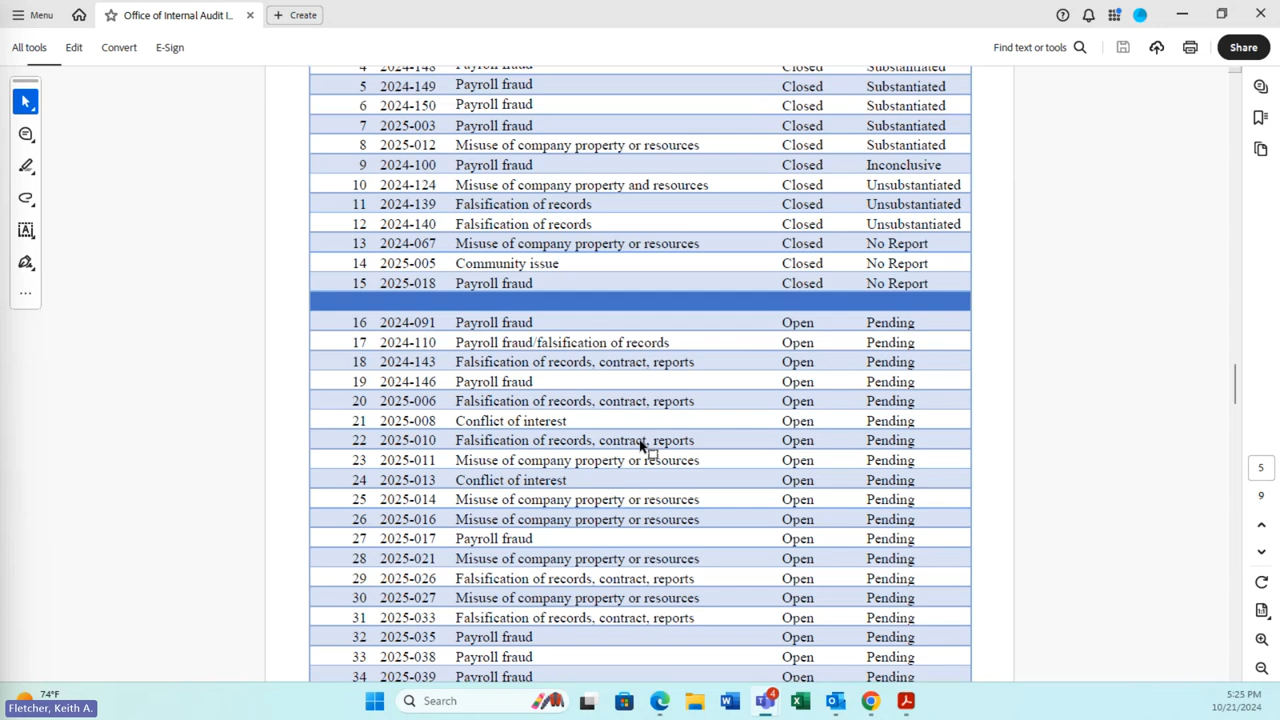 Menu
Office of Internal Audit I...
Create
All tools
Edit
Convert
E-Sign
Find text or tools
Share
4 2024-148 Payroll fraud Closed Substantiated
5 2024-149 Payroll fraud Closed Substantiated
6 2024-150 Payroll fraud Closed Substantiated
7 2025-003 Payroll fraud Closed Substantiated
8 2025-012 Misuse of company property or resources Closed Substantiated
9 2024-100 Payroll fraud Closed Inconclusive
10 2024-124 Misuse of company property and resources Closed Unsubstantiated
11 2024-139 Falsification of records Closed Unsubstantiated
12 2024-140 Falsification of records Closed Unsubstantiated
13 2024-067 Misuse of company property or resources Closed No Report
14 2025-005 Community issue Closed No Report
15 2025-018 Payroll fraud Closed No Report
16 2024-091 Payroll fraud Open Pending
17 2024-110 Payroll fraud/falsification of records Open Pending
18 2024-143 Falsification of records, contract, reports Open Pending
19 2024-146 Payroll fraud Open Pending
20 2025-006 Falsification of records, contract, reports Open Pending
21 2025-008 Conflict of interest Open Pending
22 2025-010 Falsification of records, contract, reports Open Pending
23 2025-011 Misuse of company property or resources Open Pending
24 2025-013 Conflict of interest Open Pending
25 2025-014 Misuse of company property or resources Open Pending
26 2025-016 Misuse of company property or resources Open Pending
27 2025-017 Payroll fraud Open Pending
28 2025-021 Misuse of company property or resources Open Pending
29 2025-026 Falsification of records, contract, reports Open Pending
30 2025-027 Misuse of company property or resources Open Pending
31 2025-033 Falsification of records, contract, reports Open Pending
32 2025-035 Payroll fraud Open Pending
33 2025-038 Payroll fraud Open Pending
34 2025-039 Payroll fraud Open Pending
5
9
74°F
Fletcher, Keith A.
Search
4
5:25 PM
10/21/2024